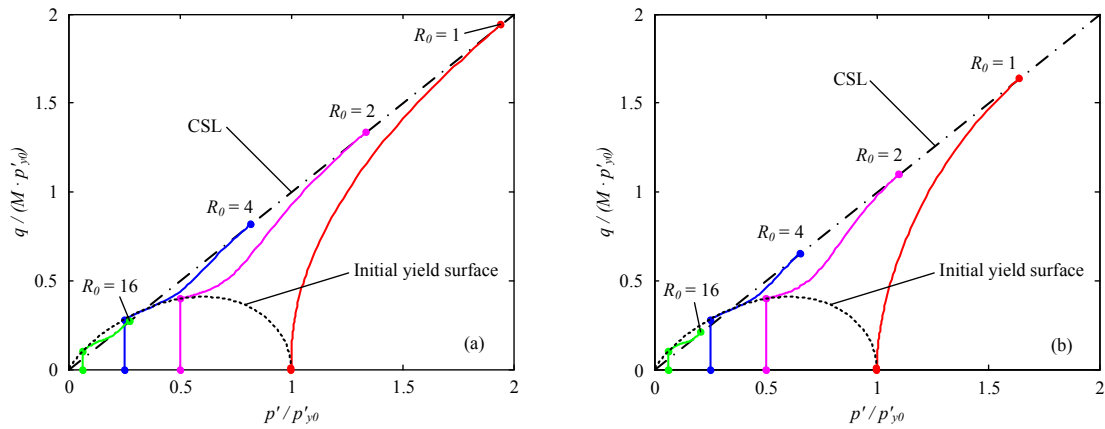 2
R₀ = 1
1.5
R₀ = 2
CSL
q / (M · p′y0)
1
R₀ = 4
0.5
Initial yield surface
R₀ = 16
(a)
0
0
0.5
1
1.5
2
p′ / p′y0
2
R₀ = 1
CSL
1.5
R₀ = 2
q / (M · p′y0)
1
R₀ = 4
0.5
Initial yield surface
R₀ = 16
(b)
0
0
0.5
1
1.5
2
p′ / p′y0